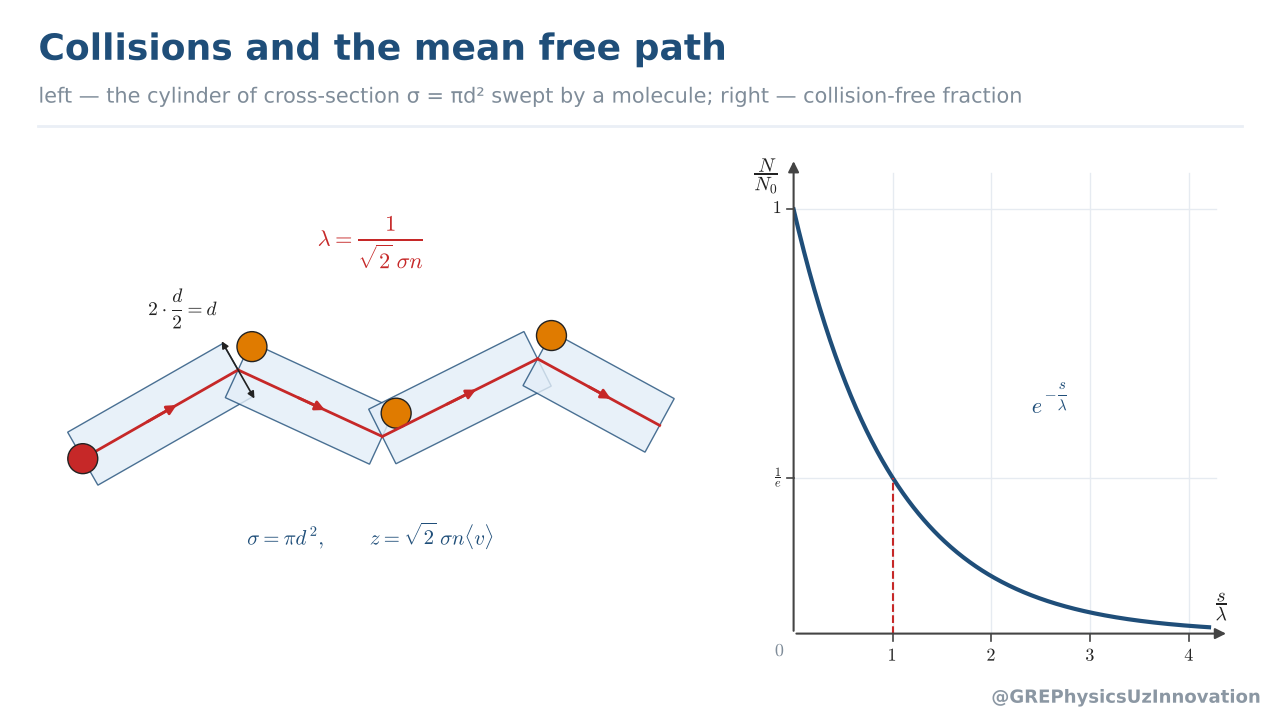 Collisions and the mean free path
left — the cylinder of cross-section σ = πd² swept by a molecule; right — collision-free fraction
λ = 1/(√2 σn)
2 · d/2 = d
σ = πd², z = √2 σn⟨v⟩
N/N₀
1
1/e
e^(−s/λ)
s/λ
0 1 2 3 4
@GREPhysicsUzInnovation